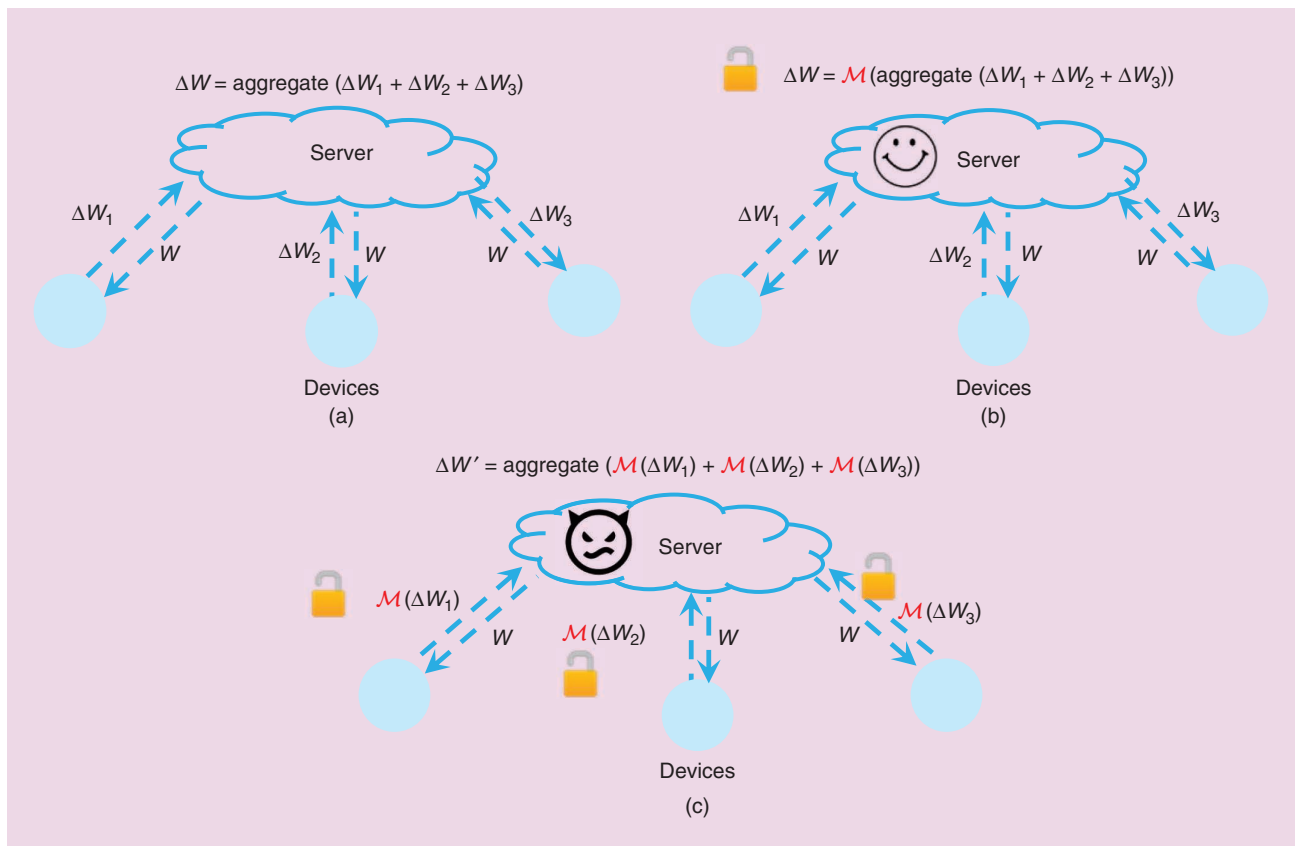 ΔW = aggregate (ΔW₁ + ΔW₂ + ΔW₃)
Server
ΔW₁
W
ΔW₂
W
ΔW₃
W
Devices
(a)
ΔW = ℳ(aggregate (ΔW₁ + ΔW₂ + ΔW₃))
Server
ΔW₁
W
ΔW₂
W
ΔW₃
W
Devices
(b)
ΔW′ = aggregate (ℳ(ΔW₁) + ℳ(ΔW₂) + ℳ(ΔW₃))
Server
ℳ(ΔW₁)
W
ℳ(ΔW₂)
W
ℳ(ΔW₃)
W
Devices
(c)